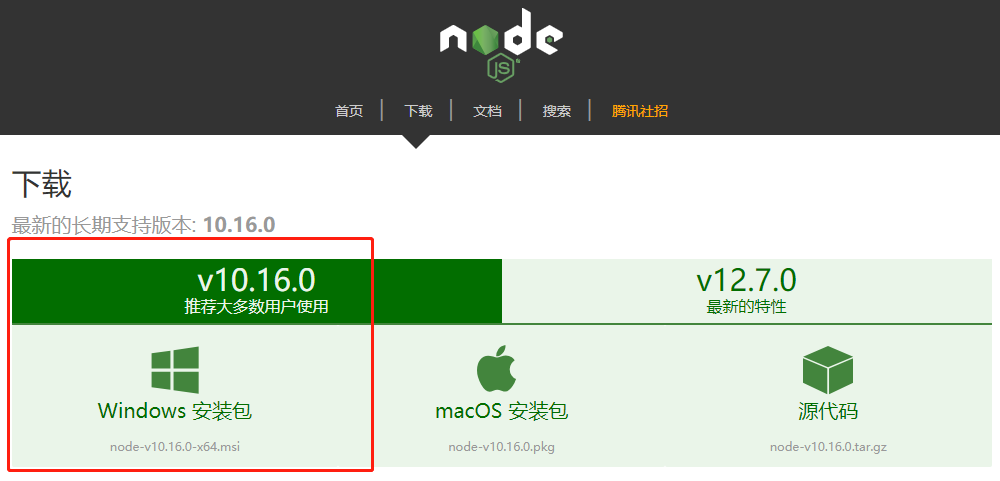 node
JS
首页 | 下载 | 文档 | 搜索 | 腾讯社招
下载
最新的长期支持版本: 10.16.0
v10.16.0
推荐大多数用户使用
v12.7.0
最新的特性
Windows 安装包
node-v10.16.0-x64.msi
macOS 安装包
node-v10.16.0.pkg
源代码
node-v10.16.0.tar.gz